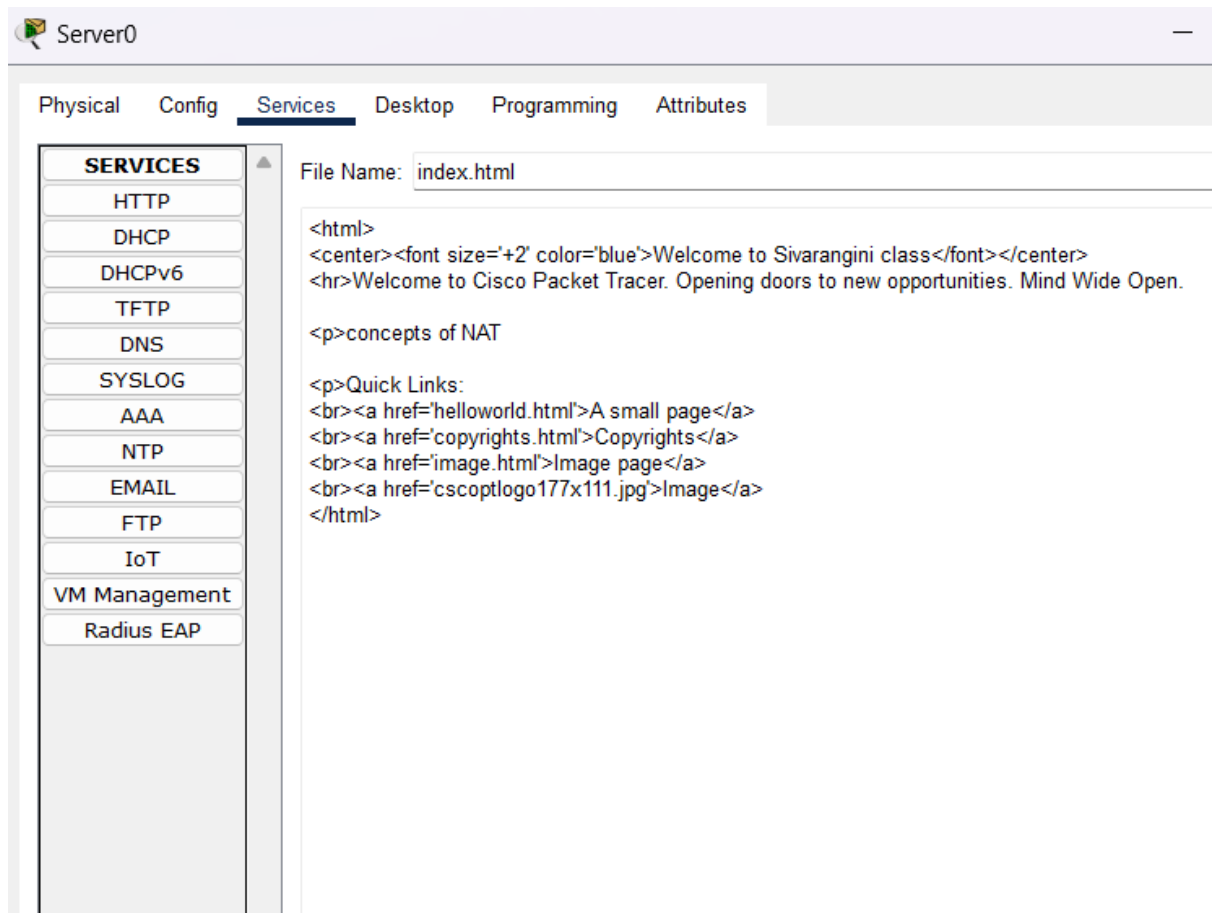 Server0
Physical Config Services Desktop Programming Attributes
SERVICES
HTTP
DHCP
DHCPv6
TFTP
DNS
SYSLOG
AAA
NTP
EMAIL
FTP
IoT
VM Management
Radius EAP
File Name: index.html
<html>
<center><font size='+2' color='blue'>Welcome to Sivarangini class</font></center>
<hr>Welcome to Cisco Packet Tracer. Opening doors to new opportunities. Mind Wide Open.
<p>concepts of NAT
<p>Quick Links:
<br><a href='helloworld.html'>A small page</a>
<br><a href='copyrights.html'>Copyrights</a>
<br><a href='image.html'>Image page</a>
<br><a href='cscoptlogo177x111.jpg'>Image</a>
</html>